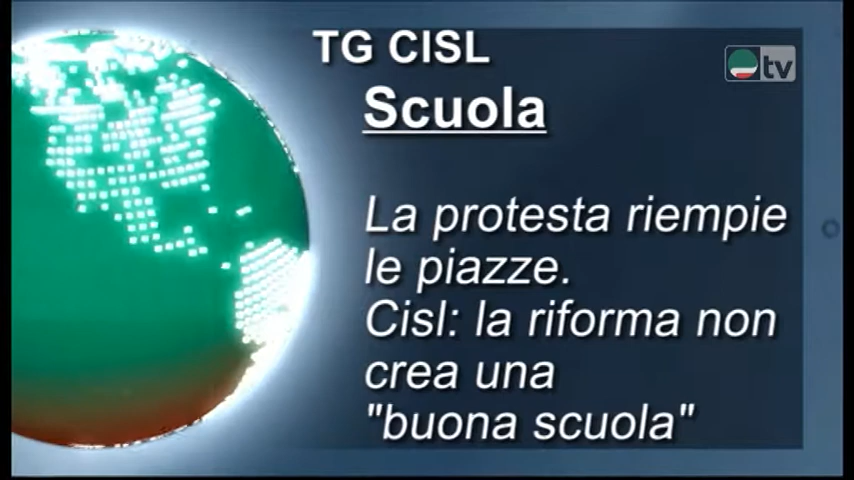 TG CISL
tv
Scuola
La protesta riempie
le piazze.
Cisl: la riforma non
crea una
"buona scuola"